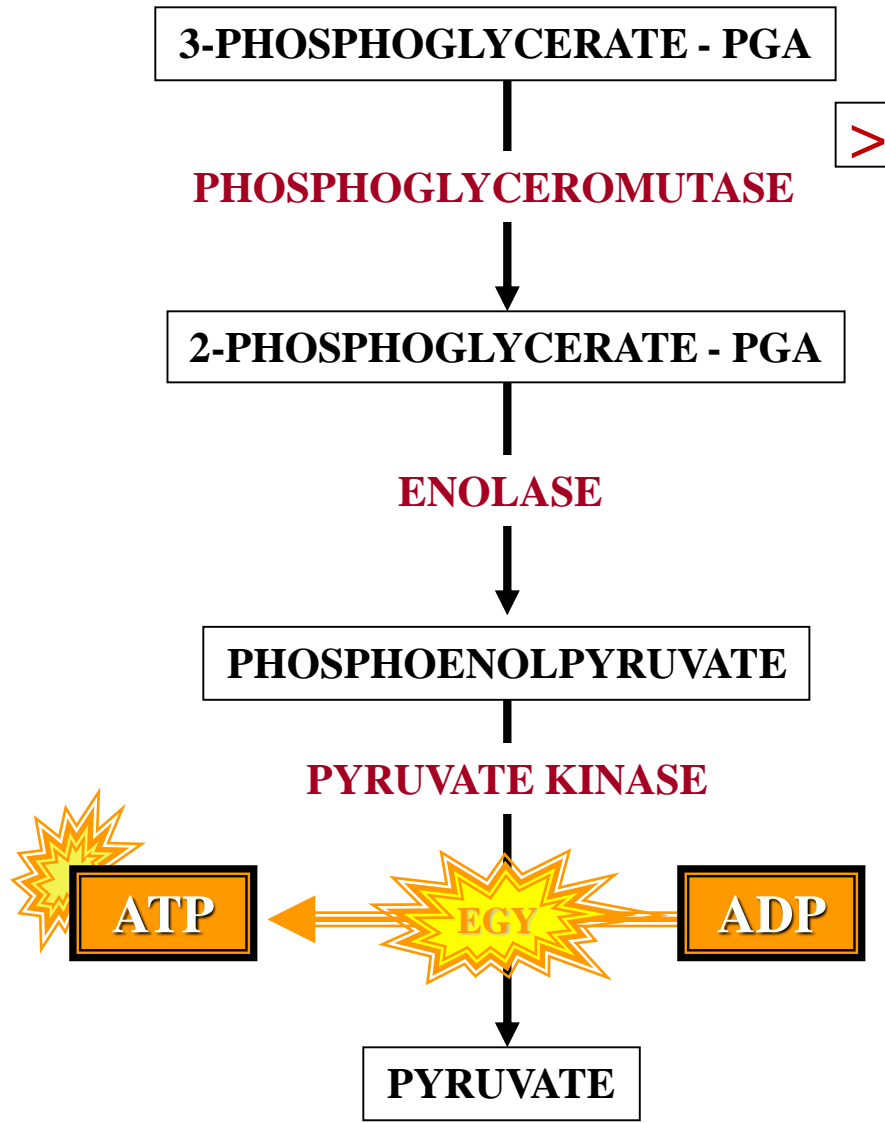 3-PHOSPHOGLYCERATE - PGA
>
PHOSPHOGLYCEROMUTASE
2-PHOSPHOGLYCERATE - PGA
ENOLASE
PHOSPHOENOLPYRUVATE
PYRUVATE KINASE
ATP
EGY
ADP
PYRUVATE